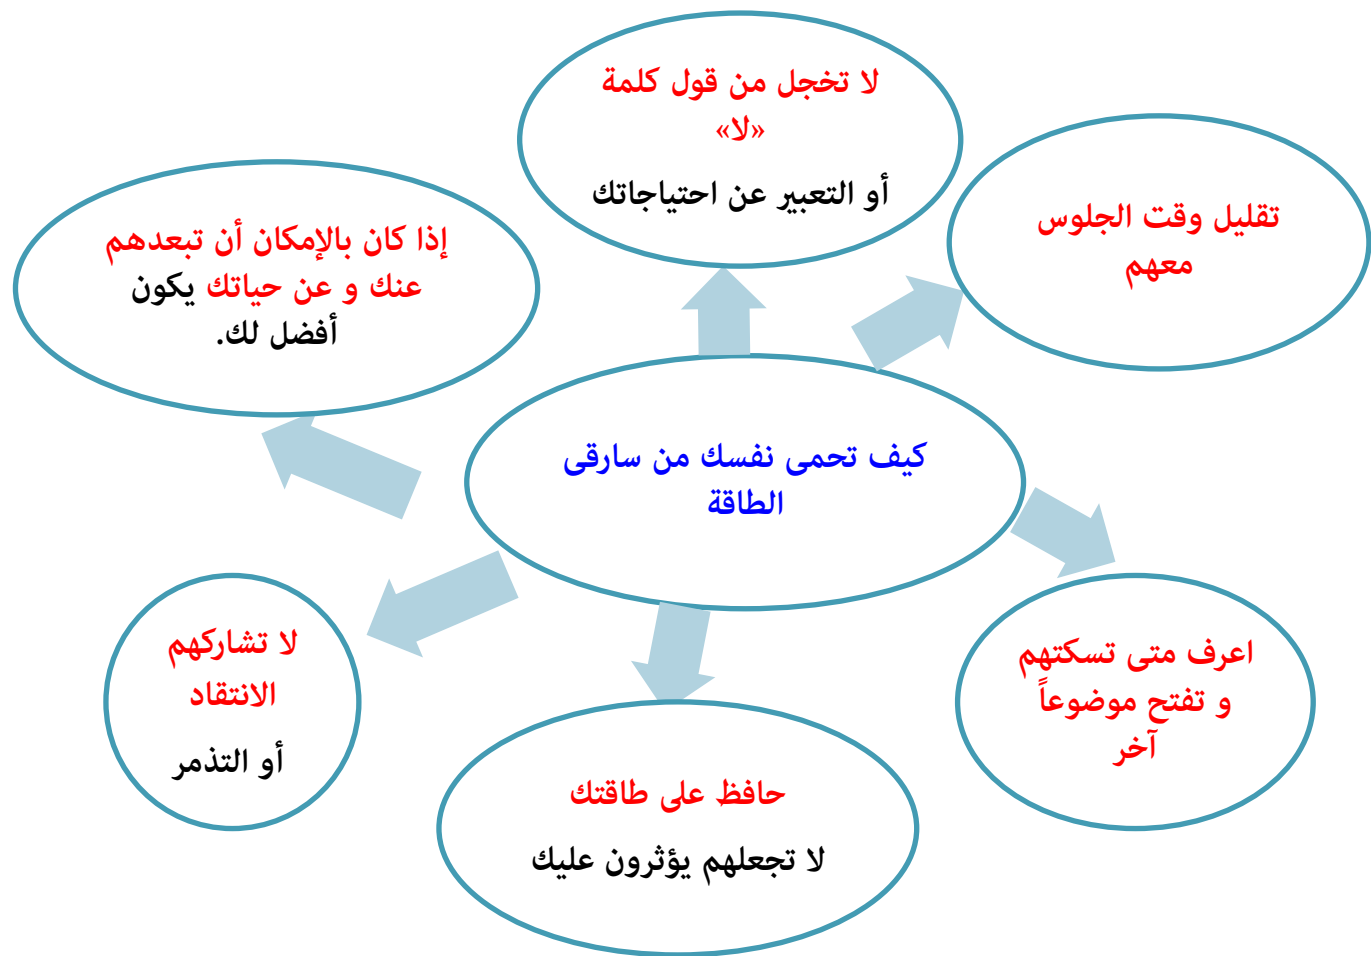 لا تخجل من قول كلمة
«لا»
أو التعبير عن احتياجاتك
تقليل وقت الجلوس
معهم
إذا كان بالإمكان أن تبعدهم
عنك و عن حياتك يكون
أفضل لك.
كيف تحمى نفسك من سارقى
الطاقة
اعرف متى تسكتهم
و تفتح موضوعاً
آخر
لا تشاركهم
الانتقاد
أو التذمر
حافظ على طاقتك
لا تجعلهم يؤثرون عليك